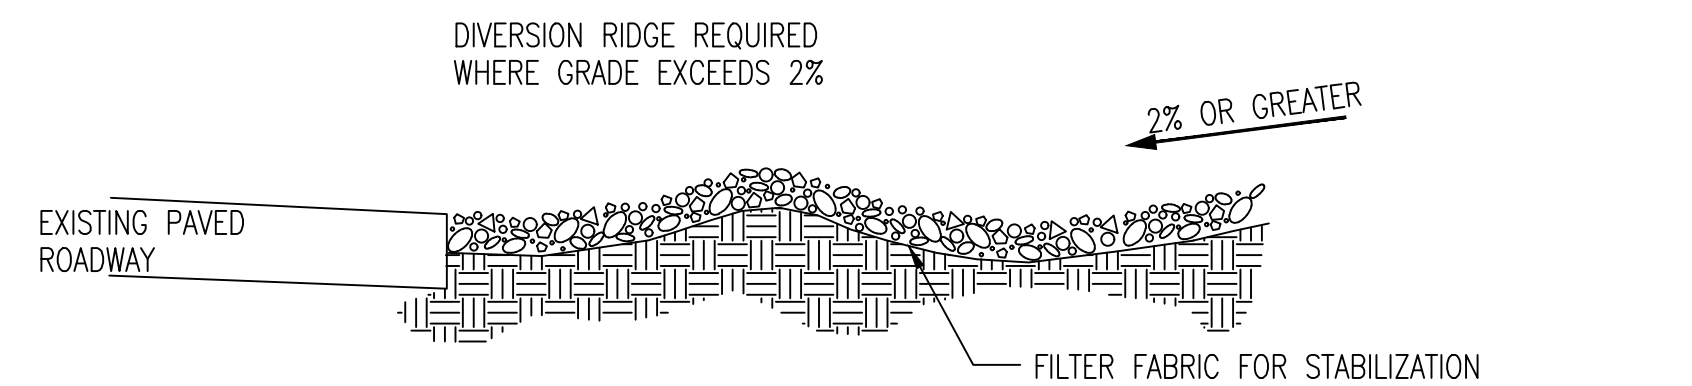 DIVERSION RIDGE REQUIRED
WHERE GRADE EXCEEDS 2%
2% OR GREATER
EXISTING PAVED
ROADWAY
FILTER FABRIC FOR STABILIZATION